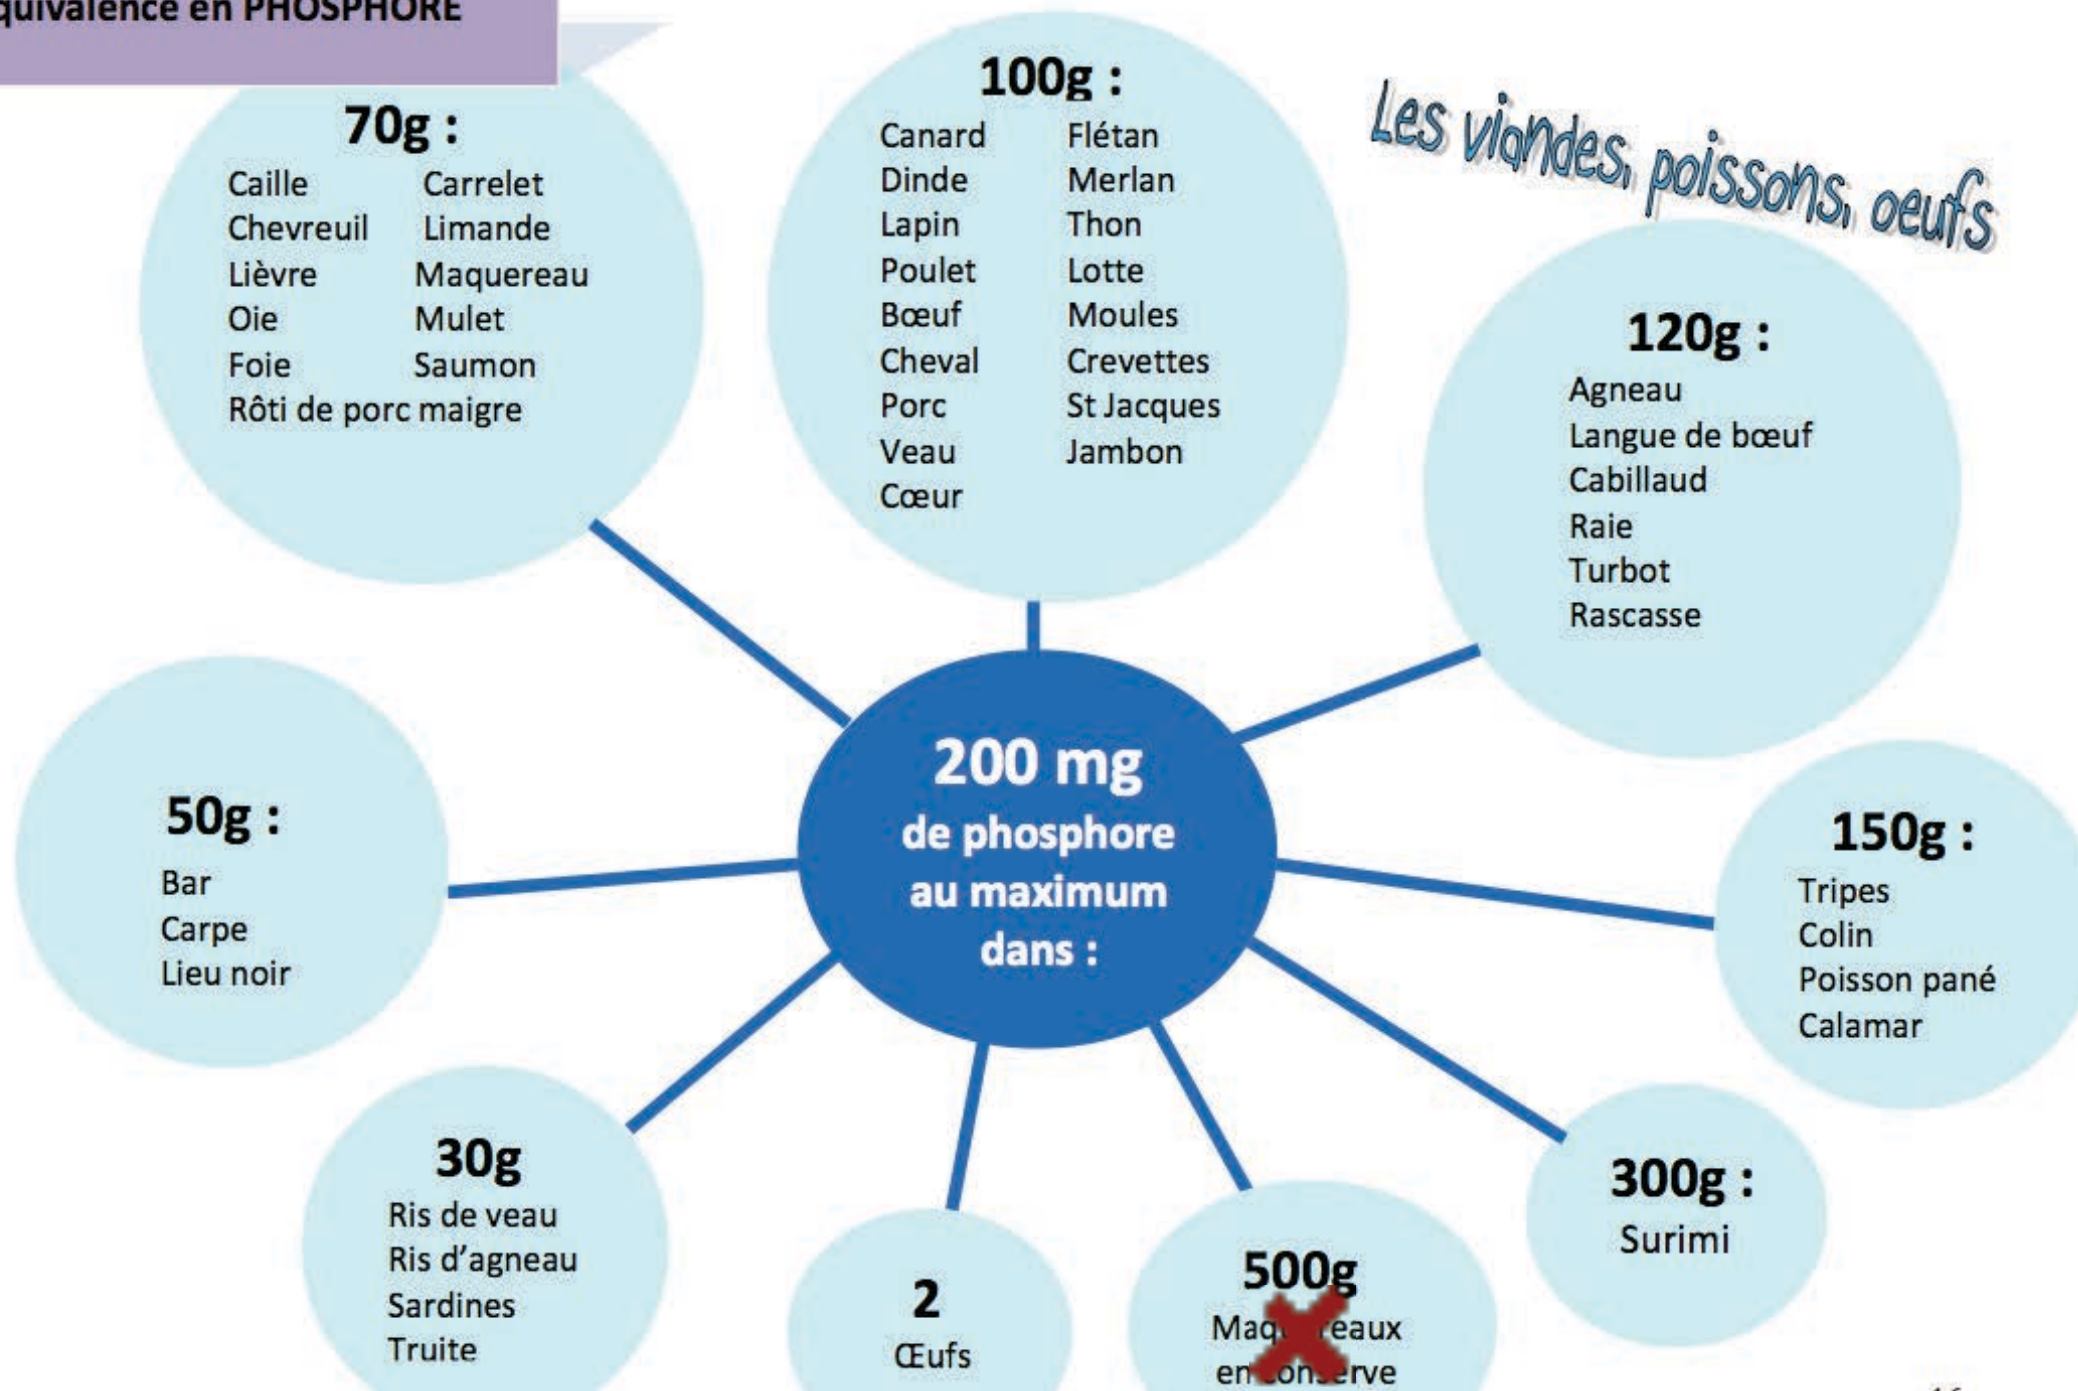 quivalence en PHOSPHORE
Les viandes, poissons, oeufs
70g :
Caille Carrelet
Chevreuil Limande
Lièvre Maquereau
Oie Mulet
Foie Saumon
Rôti de porc maigre
100g :
Canard Flétan
Dinde Merlan
Lapin Thon
Poulet Lotte
Bœuf Moules
Cheval Crevettes
Porc St Jacques
Veau Jambon
Cœur
120g :
Agneau
Langue de bœuf
Cabillaud
Raie
Turbot
Rascasse
200 mg
de phosphore
au maximum
dans :
50g :
Bar
Carpe
Lieu noir
150g :
Tripes
Colin
Poisson pané
Calamar
30g
Ris de veau
Ris d'agneau
Sardines
Truite
2
Œufs
500g
Maquereaux
en conserve
300g :
Surimi